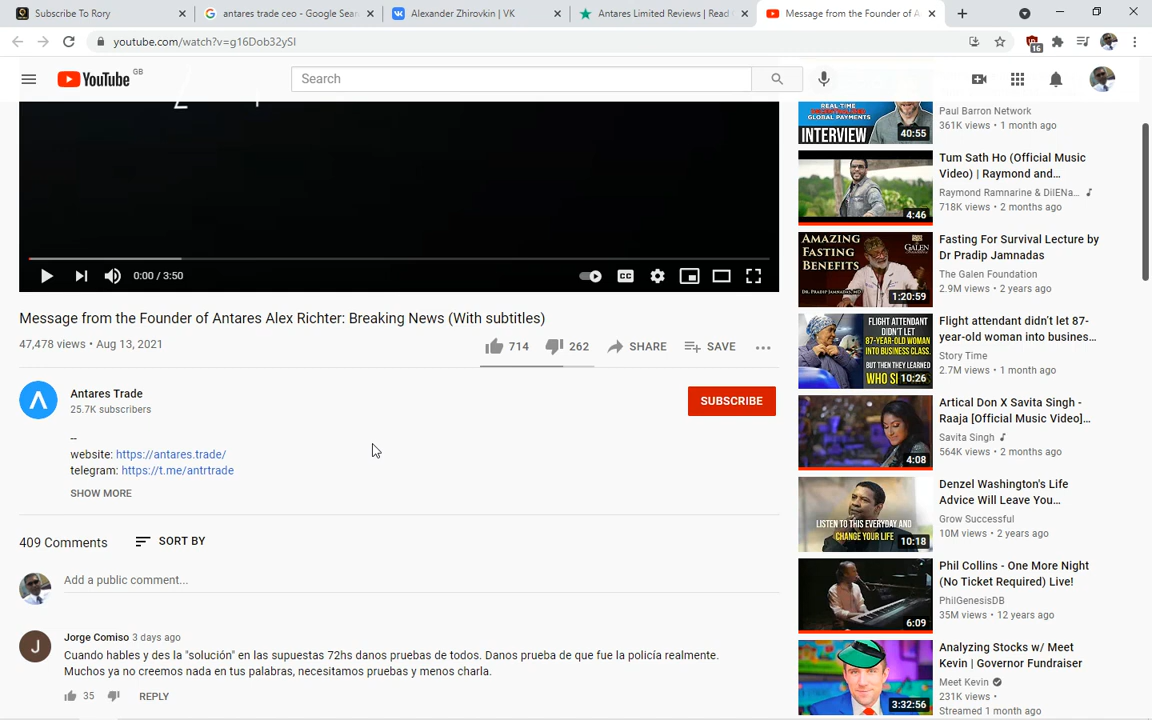 Subscribe To Rory
antares trade ceo - Google Sear
Alexander Zhirovkin | VK
Antares Limited Reviews | Read
Message from the Founder of A
youtube.com/watch?v=g16Dob32ySI
16
YouTube GB
Search
0:00 / 3:50
CC
Message from the Founder of Antares Alex Richter: Breaking News (With subtitles)
47,478 views • Aug 13, 2021
714
262
SHARE
SAVE
Antares Trade
25.7K subscribers
SUBSCRIBE
--
website: https://antares.trade/
telegram: https://t.me/antrtrade
SHOW MORE
409 Comments
SORT BY
Add a public comment...
J
Jorge Comiso 3 days ago
Cuando hables y des la "solución" en las supuestas 72hs danos pruebas de todos. Danos prueba de que fue la policía realmente.
Muchos ya no creemos nada en tus palabras, necesitamos pruebas y menos charla.
35
REPLY
REAL-TIME
GLOBAL PAYMENTS
INTERVIEW
40:55
Paul Barron Network
361K views • 1 month ago
4:46
Tum Sath Ho (Official Music
Video) | Raymond and...
Raymond Ramnarine & DilENa...
718K views • 2 months ago
AMAZING
FASTING
BENEFITS
GALEN
DR. PRADIP JAMNADAS, MD
1:20:59
Fasting For Survival Lecture by
Dr Pradip Jamnadas
The Galen Foundation
2.9M views • 2 years ago
FLIGHT ATTENDANT
DIDN'T LET
87-YEAR-OLD WOMAN
INTO BUSINESS CLASS.
BUT THEN THEY LEARNED
WHO S
10:26
Flight attendant didn't let 87-
year-old woman into business...
Story Time
2.7M views • 1 month ago
4:08
Artical Don X Savita Singh -
Raaja [Official Music Video]...
Savita Singh
564K views • 2 months ago
LISTEN TO THIS EVERYDAY AND
CHANGE YOUR LIFE
10:18
Denzel Washington's Life
Advice Will Leave You...
Grow Successful
10M views • 2 years ago
6:09
Phil Collins - One More Night
(No Ticket Required) Live!
PhilGenesisDB
35M views • 12 years ago
3:32:56
Analyzing Stocks w/ Meet
Kevin | Governor Fundraiser
Meet Kevin
231K views •
Streamed 1 month ago